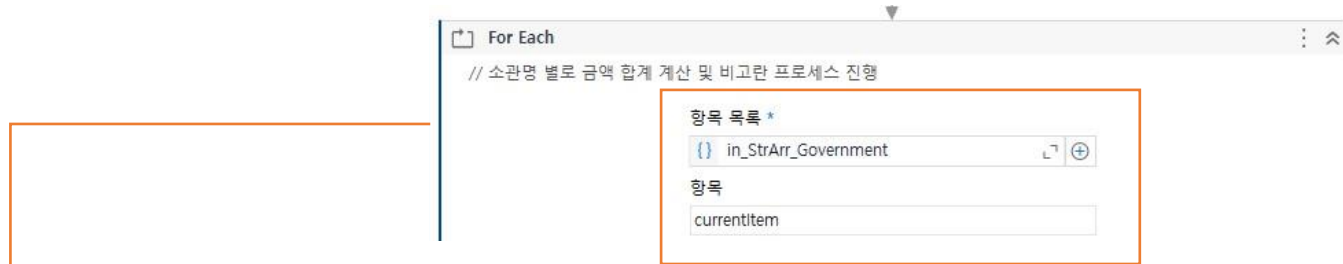 For Each
// 소관명 별로 금액 합계 계산 및 비고란 프로세스 진행
항목 목록 *
{} in_StrArr_Government
항목
currentItem